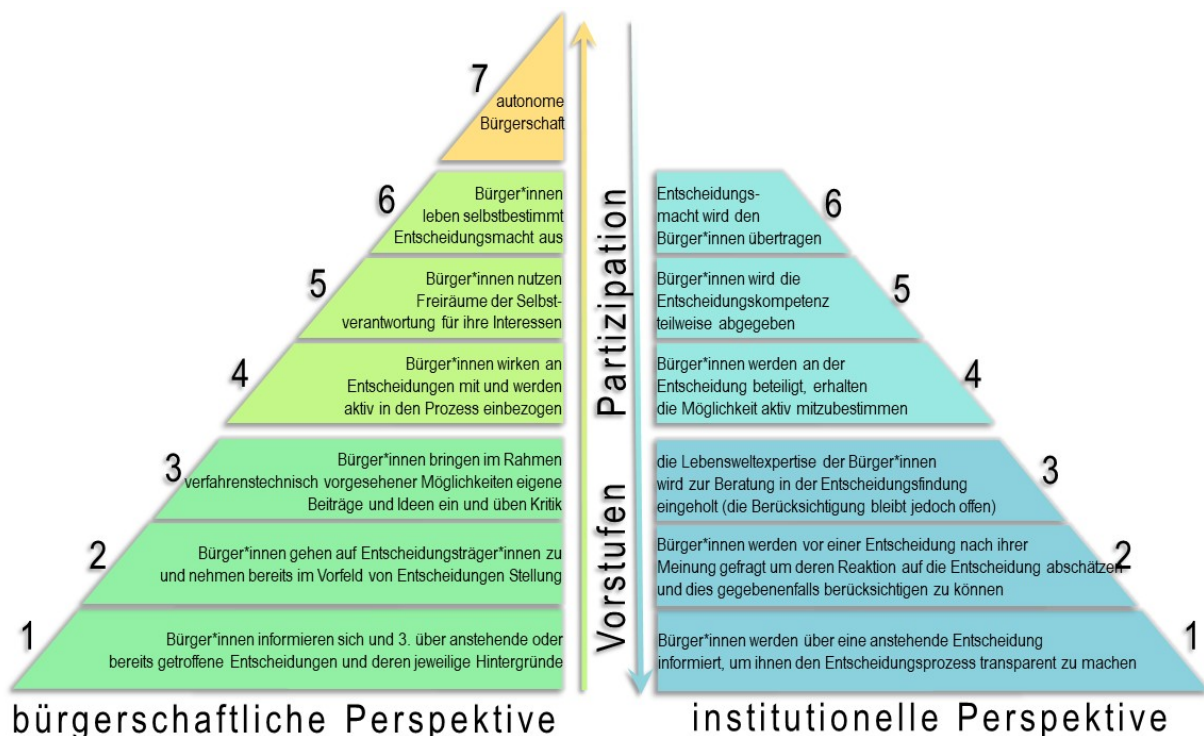 7
autonome
Bürgerschaft
6
Bürger*innen
leben selbstbestimmt
Entscheidungsmacht aus
5
Bürger*innen nutzen
Freiräume der Selbst-
verantwortung für ihre Interessen
4
Bürger*innen wirken an
Entscheidungen mit und werden
aktiv in den Prozess einbezogen
3
Bürger*innen bringen im Rahmen
verfahrenstechnisch vorgesehener Möglichkeiten eigene
Beiträge und Ideen ein und üben Kritik
2
Bürger*innen gehen auf Entscheidungsträger*innen zu
und nehmen bereits im Vorfeld von Entscheidungen Stellung
1
Bürger*innen informieren sich und 3. über anstehende oder
bereits getroffene Entscheidungen und deren jeweilige Hintergründe
bürgerschaftliche Perspektive
Partizipation
Vorstufen
6
Entscheidungs-
macht wird den
Bürger*innen übertragen
5
Bürger*innen wird die
Entscheidungskompetenz
teilweise abgegeben
4
Bürger*innen werden an der
Entscheidung beteiligt, erhalten
die Möglichkeit aktiv mitzubestimmen
3
die Lebensweltexpertise der Bürger*innen
wird zur Beratung in der Entscheidungsfindung
eingeholt (die Berücksichtigung bleibt jedoch offen)
2
Bürger*innen werden vor einer Entscheidung nach ihrer
Meinung gefragt um deren Reaktion auf die Entscheidung abschätzen
und dies gegebenenfalls berücksichtigen zu können
1
Bürger*innen werden über eine anstehende Entscheidung
informiert, um ihnen den Entscheidungsprozess transparent zu machen
institutionelle Perspektive